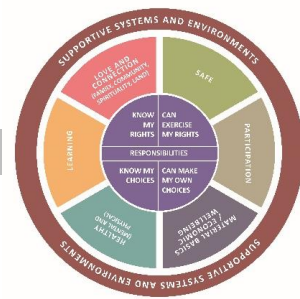 SUPPORTIVE SYSTEMS AND ENVIRONMENTS
LOVE AND
CONNECTION
(FAMILY, COMMUNITY,
SPIRITUALITY, LAND)
SAFE
LEARNING
KNOW
MY
RIGHTS
CAN
EXERCISE
MY RIGHTS
RESPONSIBILITIES
KNOW MY
CHOICES
CAN MAKE
MY OWN
CHOICES
PARTICIPATION
HEALTHY
(MENTAL AND
PHYSICAL)
MATERIAL BASICS
/ ECONOMIC
WELLBEING
SUPPORTIVE SYSTEMS AND ENVIRONMENTS